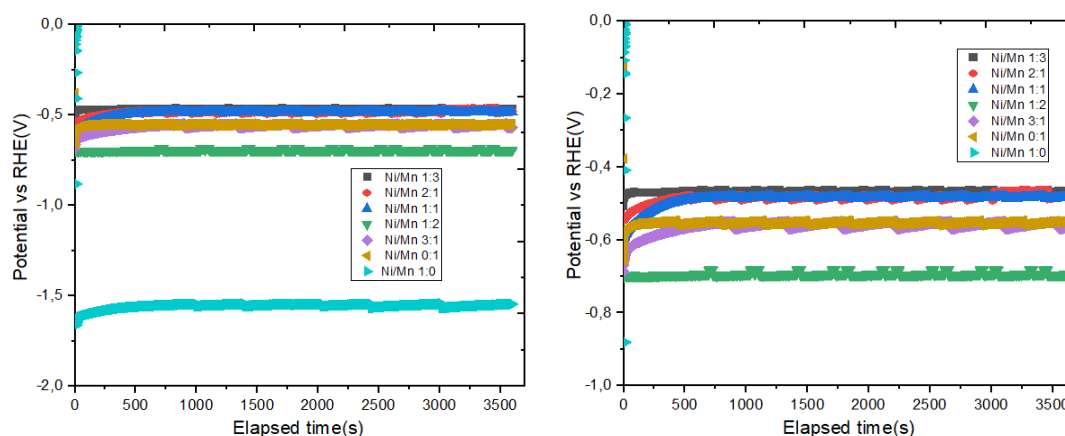 0,0
-0,5
-1,0
-1,5
-2,0
Potential vs RHE(V)
Ni/Mn 1:3
Ni/Mn 2:1
Ni/Mn 1:1
Ni/Mn 1:2
Ni/Mn 3:1
Ni/Mn 0:1
Ni/Mn 1:0
0 500 1000 1500 2000 2500 3000 3500
Elapsed time(s)
-0,0
-0,2
-0,4
-0,6
-0,8
-1,0
Potential vs RHE(V)
Ni/Mn 1:3
Ni/Mn 2:1
Ni/Mn 1:1
Ni/Mn 1:2
Ni/Mn 3:1
Ni/Mn 0:1
Ni/Mn 1:0
0 500 1000 1500 2000 2500 3000 3500
Elapsed time(s)